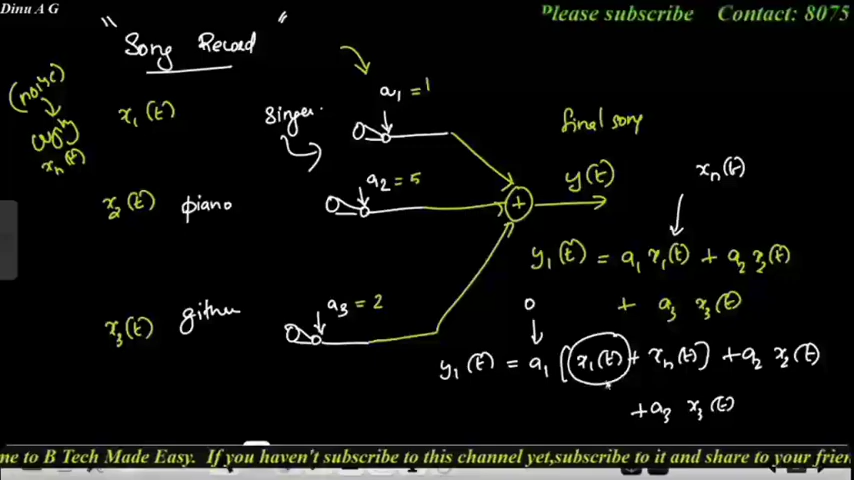 Dinu A G
Please subscribe Contact: 8075
" Song Record "
(noise)
xₙ(t)
x₁(t)
singer
a₁ = 1
final song
x₂(t) piano
a₂ = 5
+
y(t)
xₙ(t)
y₁(t) = a₁ x₁(t) + a₂ x₂(t)
+ a₃ x₃(t)
x₃(t)
a₃ = 2
0
y₁(t) = a₁ [x₁(t) + xₙ(t)] + a₂ x₂(t)
+ a₃ x₃(t)
me to B Tech Made Easy. If you haven't subscribe to this channel yet,subscribe to it and share to your frien